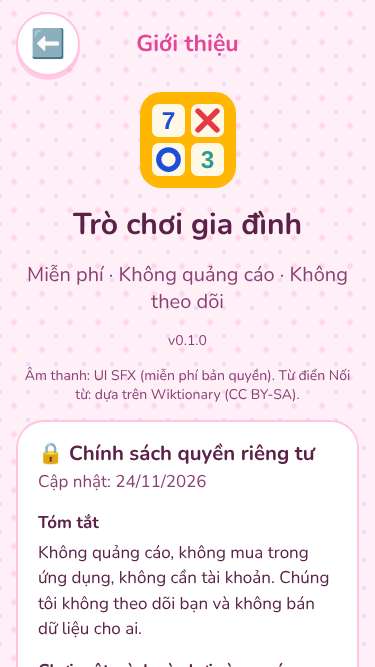 Giới thiệu
7
3
Trò chơi gia đình
Miễn phí · Không quảng cáo · Không
theo dõi
v0.1.0
Âm thanh: UI SFX (miễn phí bản quyền). Từ điển Nối
từ: dựa trên Wiktionary (CC BY-SA).
🔒 Chính sách quyền riêng tư
Cập nhật: 24/11/2026
Tóm tắt
Không quảng cáo, không mua trong
ứng dụng, không cần tài khoản. Chúng
tôi không theo dõi bạn và không bán
dữ liệu cho ai.